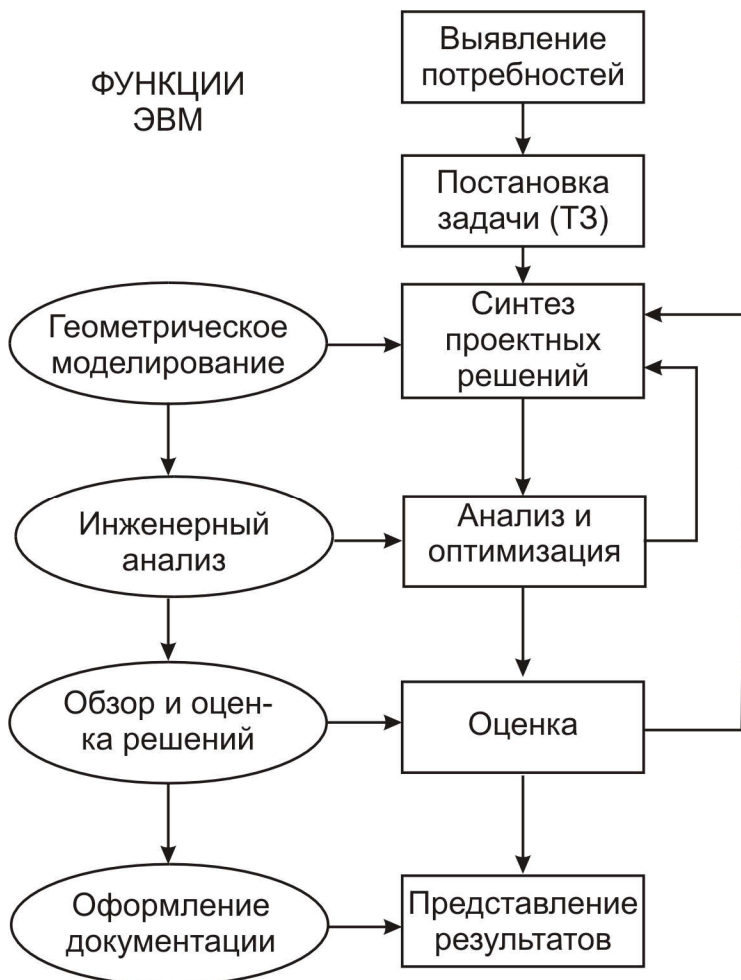 ФУНКЦИИ
ЭВМ
Выявление
потребностей
Постановка
задачи (ТЗ)
Геометрическое
моделирование
Синтез
проектных
решений
Инженерный
анализ
Анализ и
оптимизация
Обзор и оцен-
ка решений
Оценка
Оформление
документации
Представление
результатов